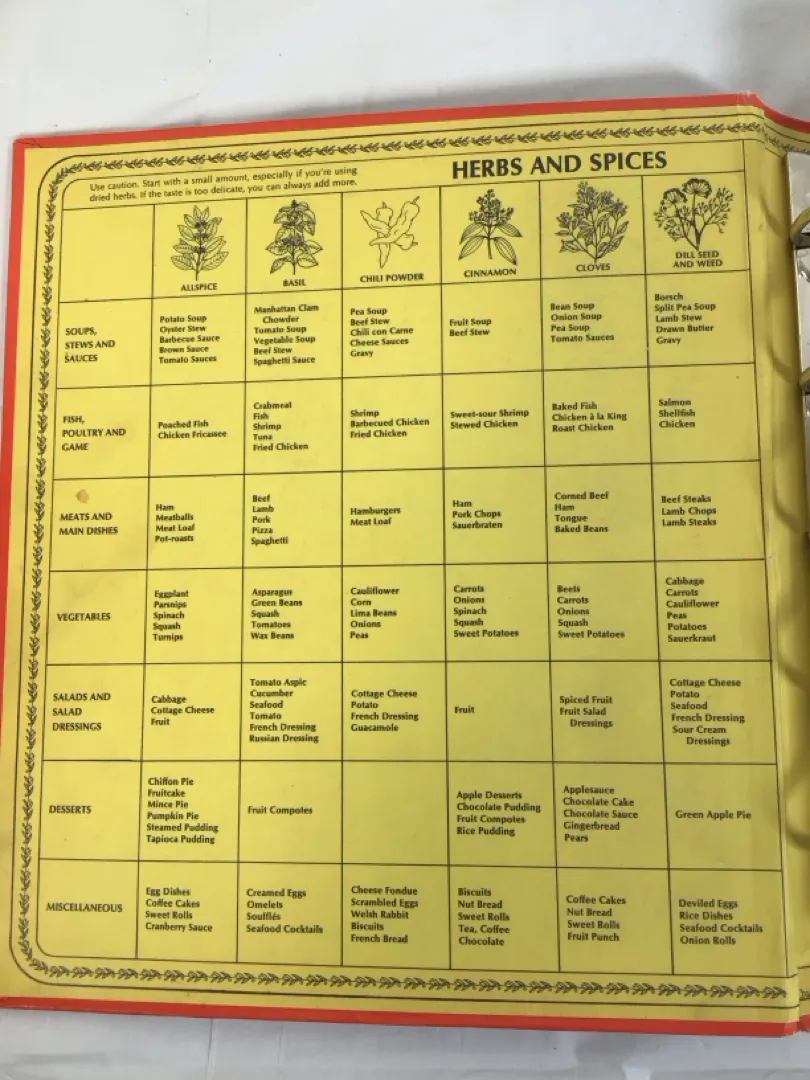 HERBS AND SPICES
Use caution. Start with a small amount, especially if you're using
dried herbs. If the taste is too delicate, you can always add more.
ALLSPICE
BASIL
CHILI POWDER
CINNAMON
CLOVES
DILL SEED
AND WEED
SOUPS,
STEWS AND
SAUCES
Potato Soup
Oyster Stew
Barbecue Sauce
Brown Sauce
Tomato Sauces
Manhattan Clam
Chowder
Tomato Soup
Vegetable Soup
Beef Stew
Spaghetti Sauce
Pea Soup
Beef Stew
Chili con Carne
Cheese Sauces
Gravy
Fruit Soup
Beef Stew
Bean Soup
Onion Soup
Pea Soup
Tomato Sauces
Borsch
Split Pea Soup
Lamb Stew
Drawn Butter
Gravy
FISH,
POULTRY AND
GAME
Poached Fish
Chicken Fricassee
Crabmeat
Fish
Shrimp
Tuna
Fried Chicken
Shrimp
Barbecued Chicken
Fried Chicken
Sweet-sour Shrimp
Stewed Chicken
Baked Fish
Chicken à la King
Roast Chicken
Salmon
Shellfish
Chicken
MEATS AND
MAIN DISHES
Ham
Meatballs
Meat Loaf
Pot-roasts
Beef
Lamb
Pork
Pizza
Spaghetti
Hamburgers
Meat Loaf
Ham
Pork Chops
Sauerbraten
Corned Beef
Ham
Tongue
Baked Beans
Beef Steaks
Lamb Chops
Lamb Steaks
VEGETABLES
Eggplant
Parsnips
Spinach
Squash
Turnips
Asparagus
Green Beans
Squash
Tomatoes
Wax Beans
Cauliflower
Corn
Lima Beans
Onions
Peas
Carrots
Onions
Spinach
Squash
Sweet Potatoes
Beets
Carrots
Onions
Squash
Sweet Potatoes
Cabbage
Carrots
Cauliflower
Peas
Potatoes
Sauerkraut
SALADS AND
SALAD
DRESSINGS
Cabbage
Cottage Cheese
Fruit
Tomato Aspic
Cucumber
Seafood
Tomato
French Dressing
Russian Dressing
Cottage Cheese
Potato
French Dressing
Guacamole
Fruit
Spiced Fruit
Fruit Salad
Dressings
Cottage Cheese
Potato
Seafood
French Dressing
Sour Cream
Dressings
DESSERTS
Chiffon Pie
Fruitcake
Mince Pie
Pumpkin Pie
Steamed Pudding
Tapioca Pudding
Fruit Compotes
Apple Desserts
Chocolate Pudding
Fruit Compotes
Rice Pudding
Applesauce
Chocolate Cake
Chocolate Sauce
Gingerbread
Pears
Green Apple Pie
MISCELLANEOUS
Egg Dishes
Coffee Cakes
Sweet Rolls
Cranberry Sauce
Creamed Eggs
Omelets
Soufflés
Seafood Cocktails
Cheese Fondue
Scrambled Eggs
Welsh Rabbit
Biscuits
French Bread
Biscuits
Nut Bread
Sweet Rolls
Tea, Coffee
Chocolate
Coffee Cakes
Nut Bread
Sweet Rolls
Fruit Punch
Deviled Eggs
Rice Dishes
Seafood Cocktails
Onion Rolls